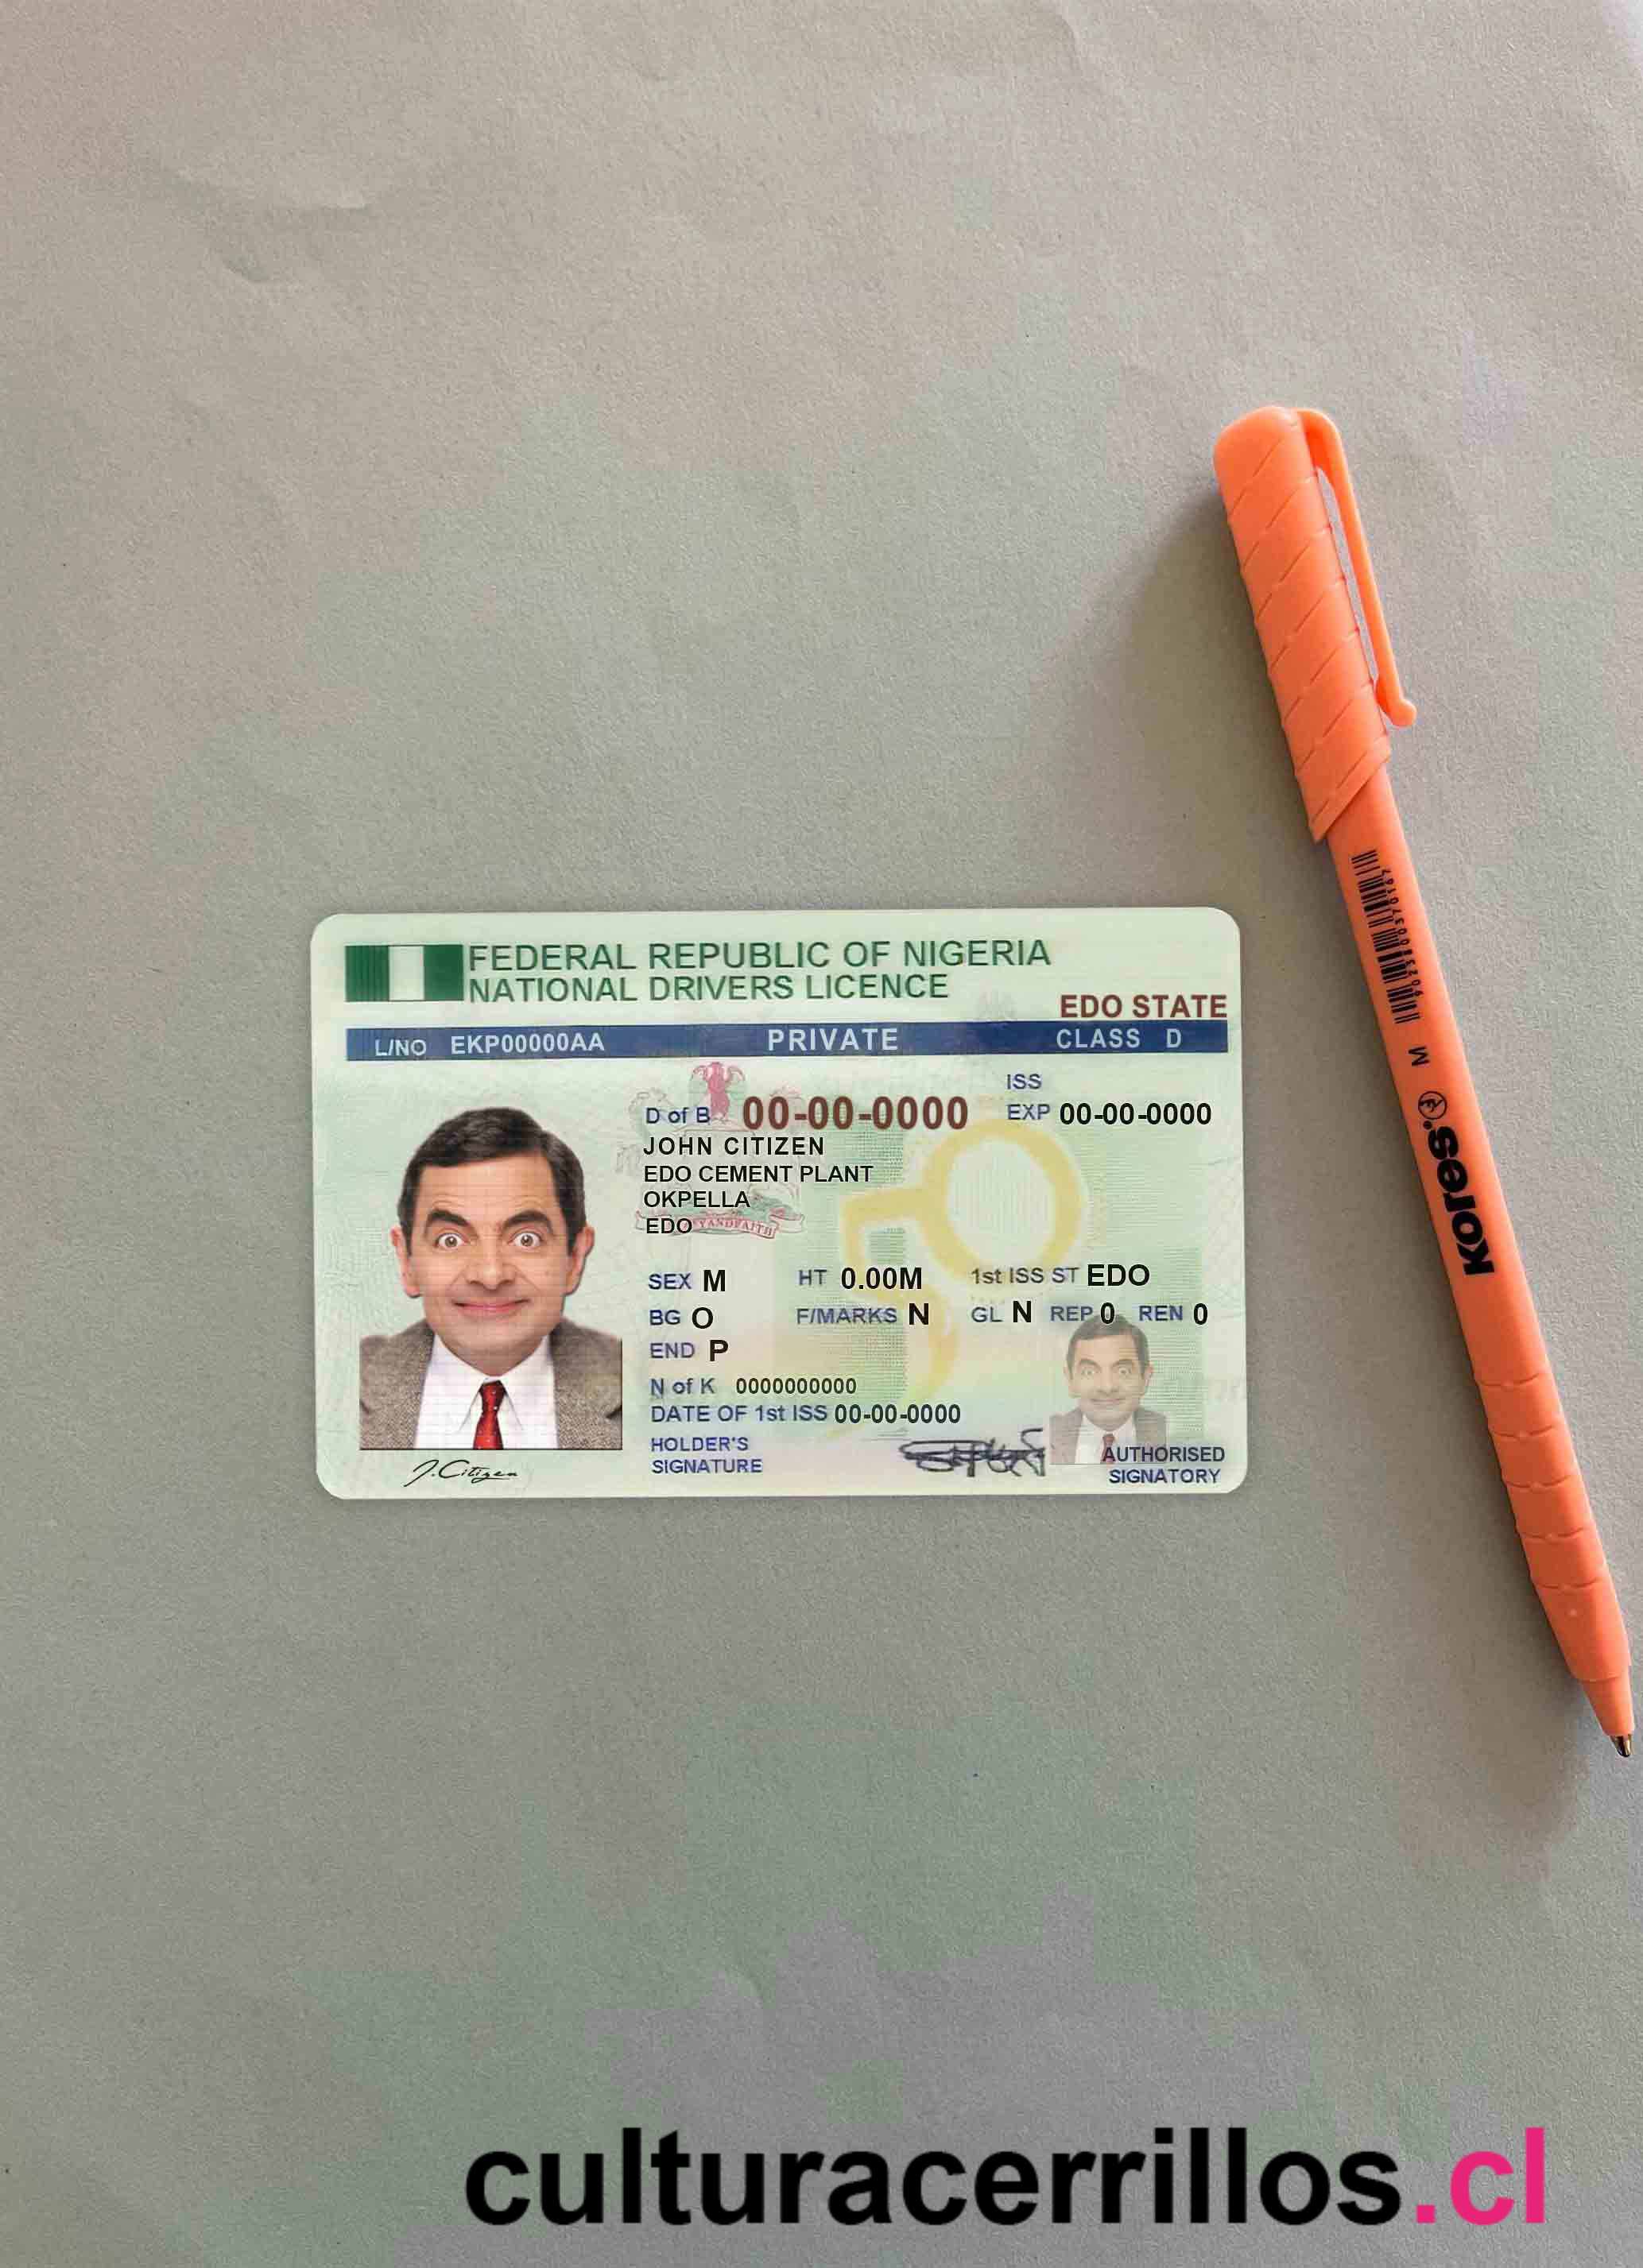 FEDERAL REPUBLIC OF NIGERIA
NATIONAL DRIVERS LICENCE
EDO STATE
L/NO EKP00000AA PRIVATE CLASS D
ISS
D of B 00-00-0000 EXP 00-00-0000
JOHN CITIZEN
EDO CEMENT PLANT
OKPELLA
EDO
SEX M HT 0.00M 1st ISS ST EDO
BG O F/MARKS N GL N REP 0 REN 0
END P
N of K 0000000000
DATE OF 1st ISS 00-00-0000
HOLDER'S
SIGNATURE
AUTHORISED
SIGNATORY
J. Citizen
M Kores
culturacerrillos.cl